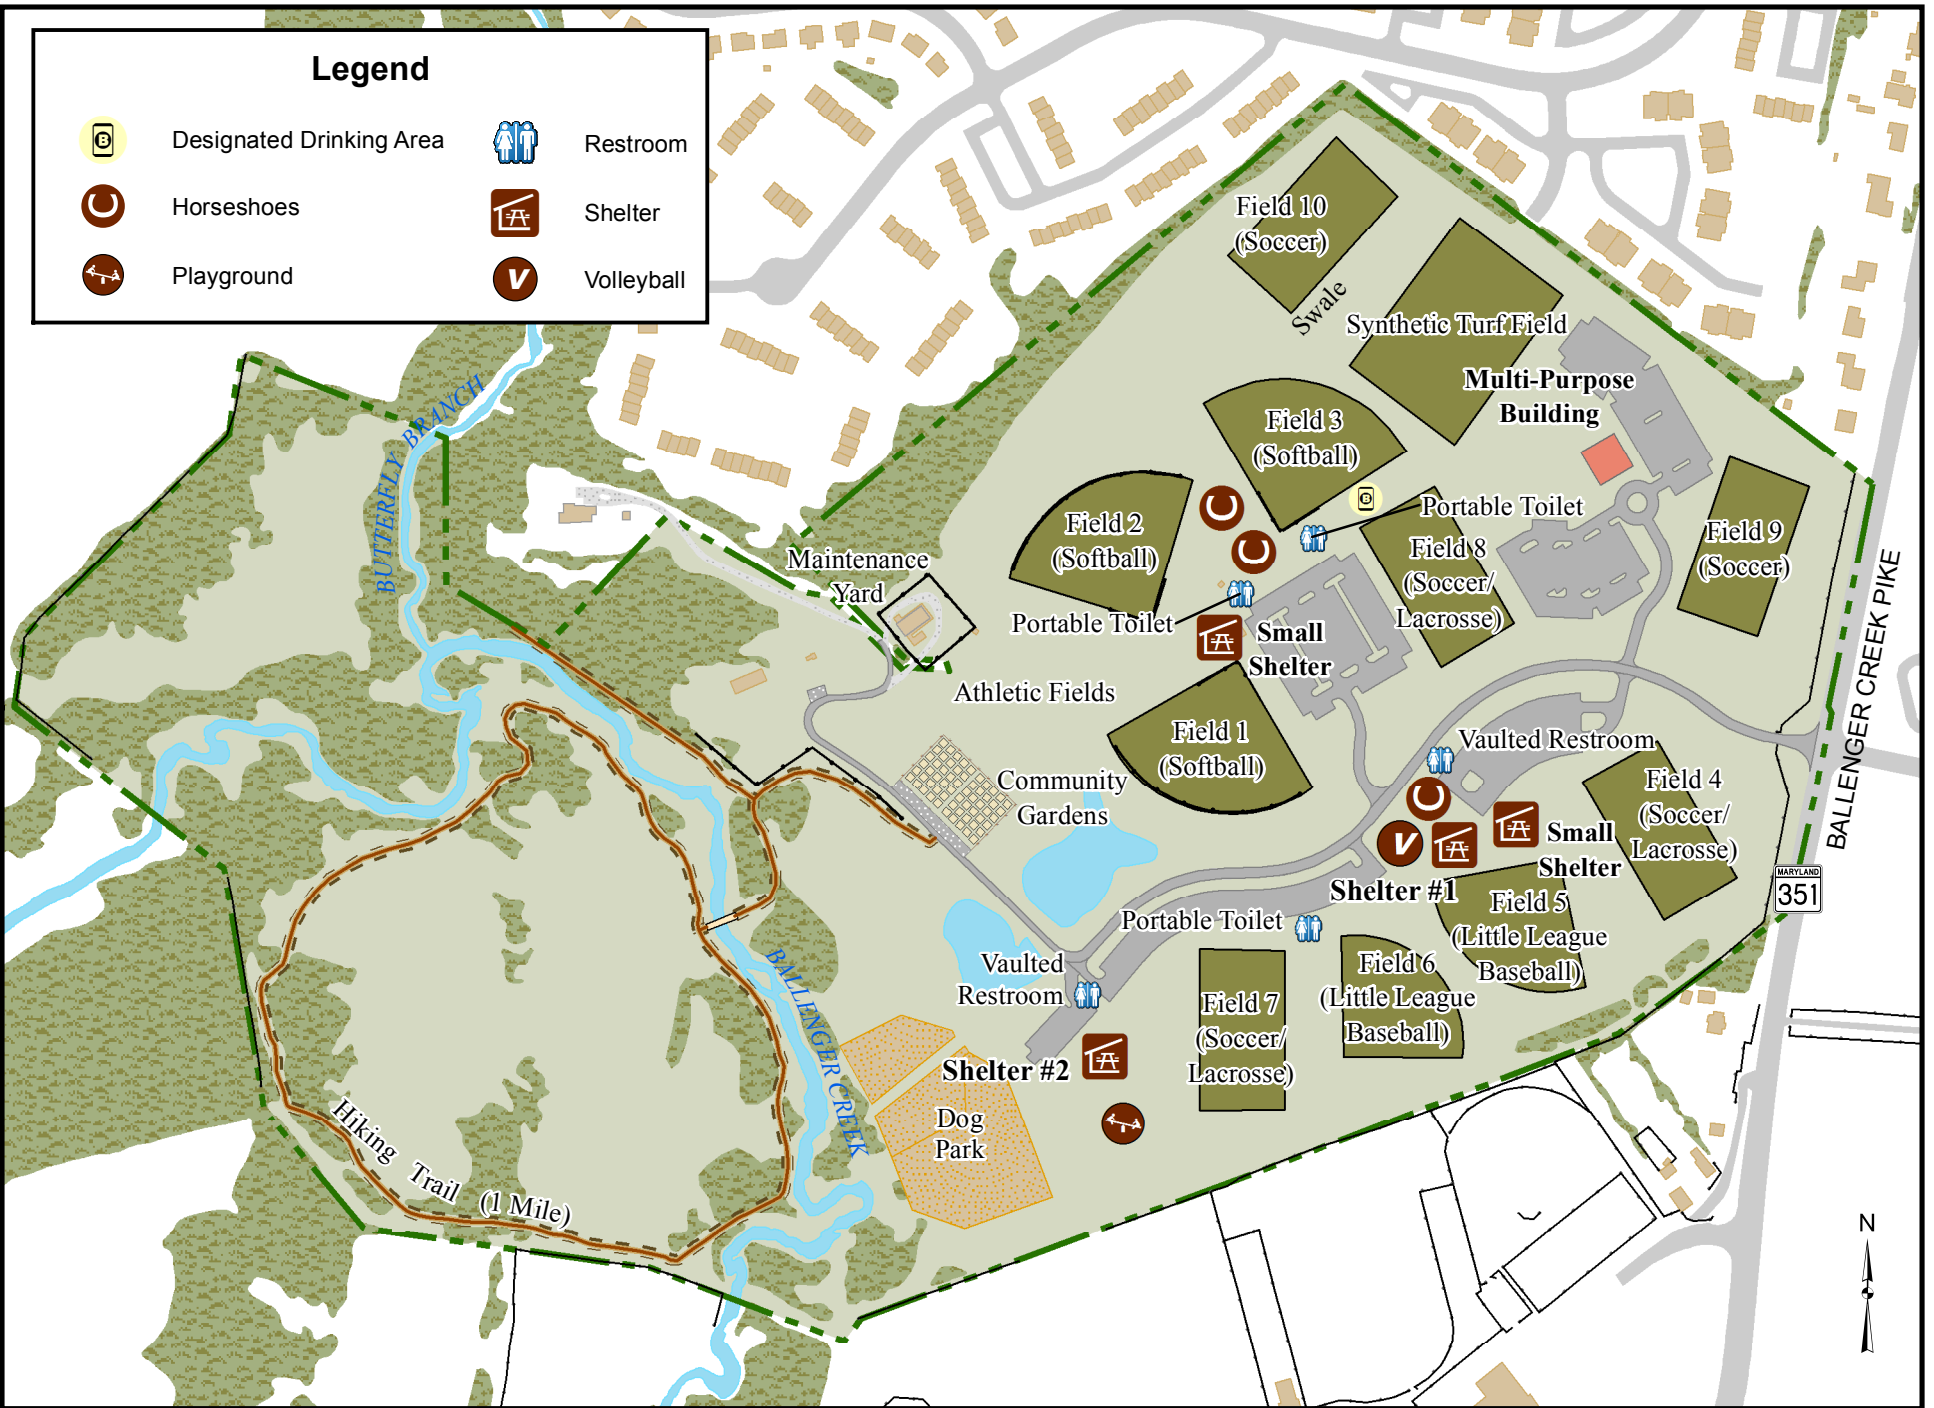 Legend
Designated Drinking Area
Restroom
Horseshoes
Shelter
Playground
V
Volleyball
B
Field 10
(Soccer)
Swale
Synthetic Turf Field
Multi-Purpose
Building
Field 3
(Softball)
B
Portable Toilet
Field 2
(Softball)
Field 8
(Soccer/
Lacrosse)
Field 9
(Soccer)
BUTTERFLY BRANCH
Maintenance
Yard
Portable Toilet
Small
Shelter
Athletic Fields
Field 1
(Softball)
Vaulted Restroom
BALLENGER CREEK PIKE
Community
Gardens
Field 4
(Soccer/
Lacrosse)
V
Small
Shelter
Shelter #1
MARYLAND
351
Portable Toilet
Field 5
(Little League
Baseball)
Vaulted
Restroom
Field 6
(Little League
Baseball)
Field 7
(Soccer/
Lacrosse)
BALLENGER CREEK
Shelter #2
Dog
Park
Hiking Trail (1 Mile)
N